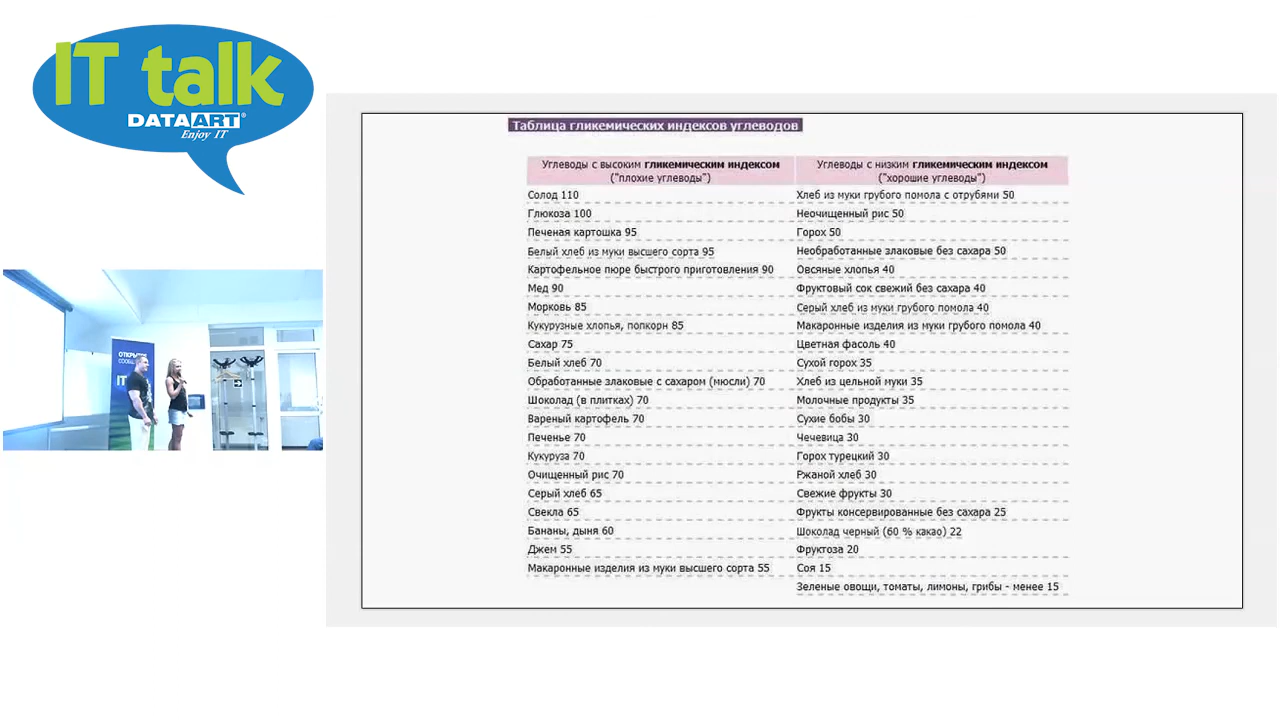 IT talk
DATAART®
Enjoy IT
ОТКРЫ
СООБЩ
IT
Таблица гликемических индексов углеводов
Углеводы с высоким гликемическим индексом
("плохие углеводы")
Углеводы с низким гликемическим индексом
("хорошие углеводы")
Солод 110
Хлеб из муки грубого помола с отрубями 50
Глюкоза 100
Неочищенный рис 50
Печеная картошка 95
Горох 50
Белый хлеб из муки высшего сорта 95
Необработанные злаковые без сахара 50
Картофельное пюре быстрого приготовления 90
Овсяные хлопья 40
Мед 90
Фруктовый сок свежий без сахара 40
Морковь 85
Серый хлеб из муки грубого помола 40
Кукурузные хлопья, попкорн 85
Макаронные изделия из муки грубого помола 40
Сахар 75
Цветная фасоль 40
Белый хлеб 70
Сухой горох 35
Обработанные злаковые с сахаром (мюсли) 70
Хлеб из цельной муки 35
Шоколад (в плитках) 70
Молочные продукты 35
Вареный картофель 70
Сухие бобы 30
Печенье 70
Чечевица 30
Кукуруза 70
Горох турецкий 30
Очищенный рис 70
Ржаной хлеб 30
Серый хлеб 65
Свежие фрукты 30
Свекла 65
Фрукты консервированные без сахара 25
Бананы, дыня 60
Шоколад черный (60 % какао) 22
Джем 55
Фруктоза 20
Макаронные изделия из муки высшего сорта 55
Соя 15
Зеленые овощи, томаты, лимоны, грибы - менее 15